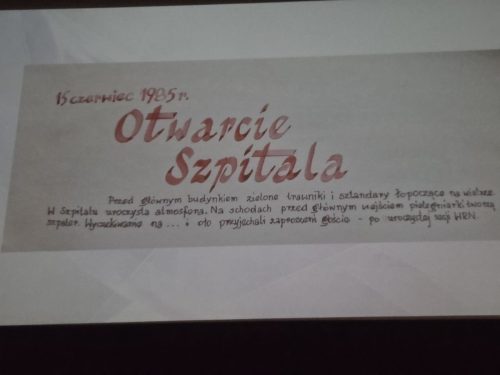 15 czerwiec 1985 r.
Otwarcie
Szpitala
Przed głównym budynkiem zielone trawniki i sztandary łopoczące na wietrze.
W Szpitalu uroczysta atmosfera. Na schodach przed głównym wejściem pielęgniarki tworzą
szpaler. Wyczekiwanie na ... i oto przyjechali zaproszeni goście - po uroczystej sesji WRN